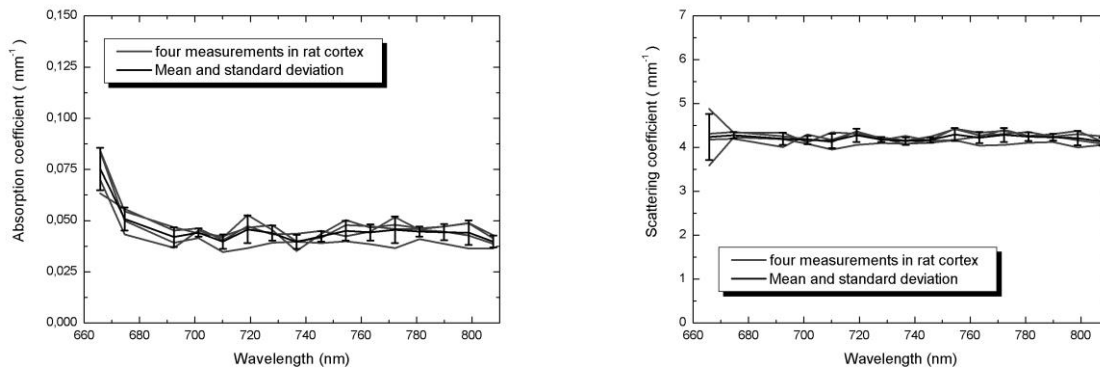 0,150
0,125
0,100
0,075
0,050
0,025
0,000
Absorption coefficient ( mm⁻¹ )
four measurements in rat cortex
Mean and standard deviation
660 680 700 720 740 760 780 800
Wavelength (nm)
7
6
5
4
3
2
1
0
Scattering coefficient ( mm⁻¹ )
four measurements in rat cortex
Mean and standard deviation
660 680 700 720 740 760 780 800
Wavelength (nm)